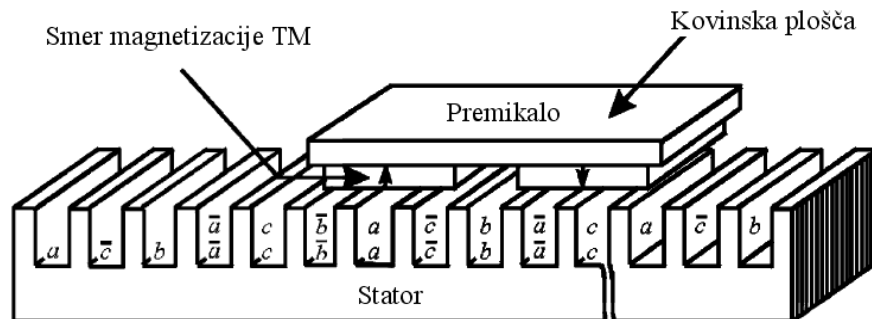 Smer magnetizacije TM
Kovinska plošča
Premikalo
a c̄ b ā c b̄ a c̄ b ā c a c̄ b
ā c b̄ a c̄ b ā c
Stator